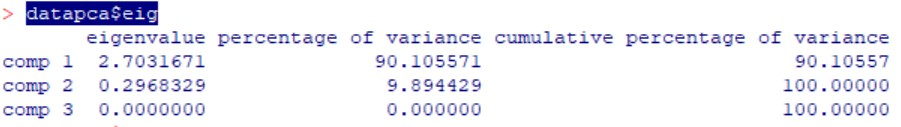 > datapca$eig
eigenvalue percentage of variance cumulative percentage of variance
comp 1 2.7031671 90.105571 90.10557
comp 2 0.2968329 9.894429 100.00000
comp 3 0.0000000 0.000000 100.00000